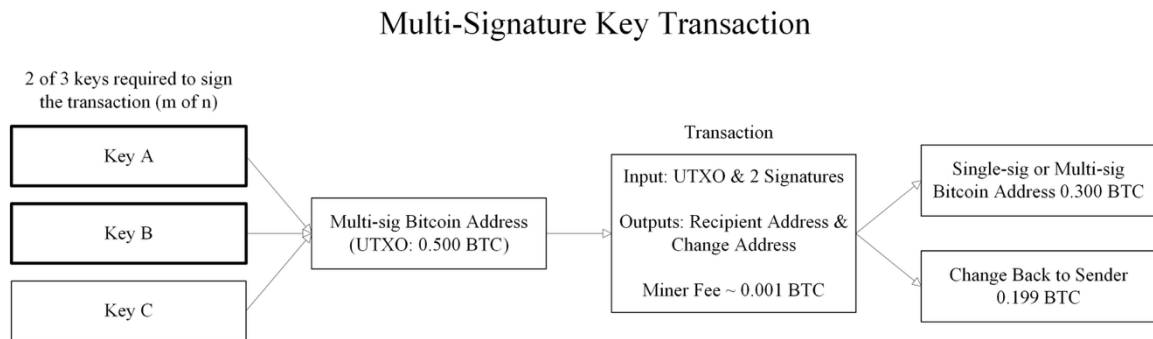 Multi-Signature Key Transaction
2 of 3 keys required to sign
the transaction (m of n)
Key A
Key B
Key C
Multi-sig Bitcoin Address
(UTXO: 0.500 BTC)
Transaction
Input: UTXO & 2 Signatures
Outputs: Recipient Address &
Change Address
Miner Fee ~ 0.001 BTC
Single-sig or Multi-sig
Bitcoin Address 0.300 BTC
Change Back to Sender
0.199 BTC